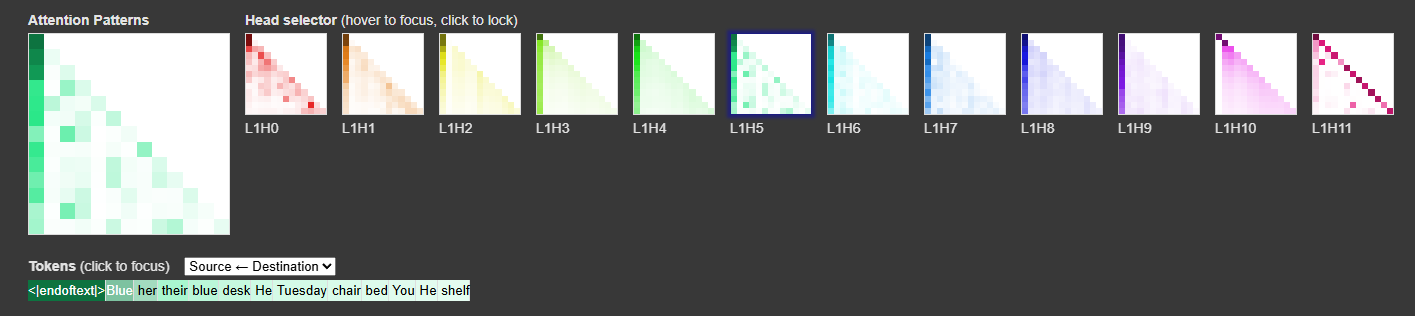 Attention Patterns
Head selector (hover to focus, click to lock)
L1H0 L1H1 L1H2 L1H3 L1H4 L1H5 L1H6 L1H7 L1H8 L1H9 L1H10 L1H11
Tokens (click to focus) Source ← Destination
<|endoftext|> Blue her their blue desk He Tuesday chair bed You He shelf